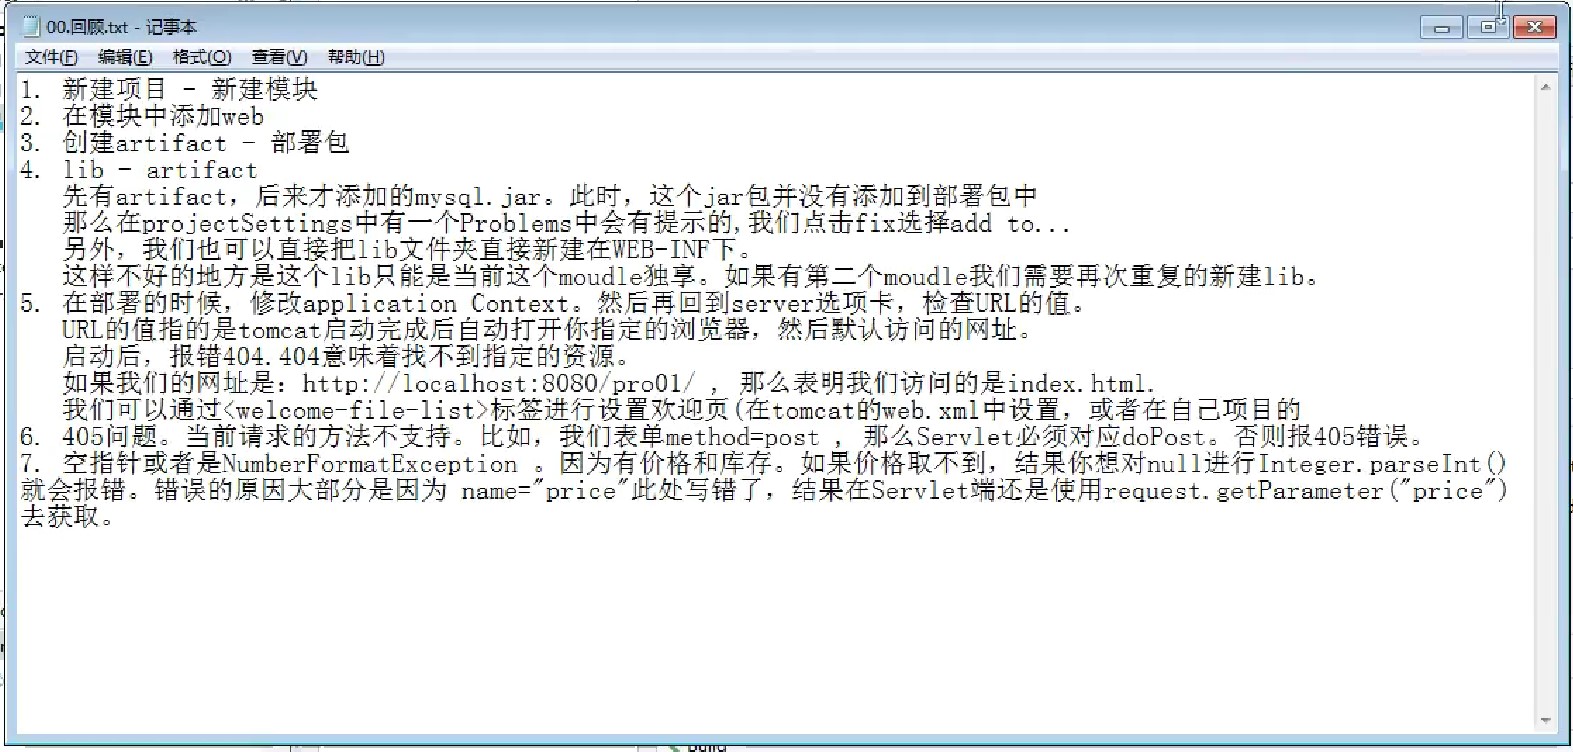 00.回顾.txt - 记事本
文件(F) 编辑(E) 格式(O) 查看(V) 帮助(H)
1. 新建项目 - 新建模块
2. 在模块中添加web
3. 创建artifact - 部署包
4. lib - artifact
先有artifact，后来才添加的mysql.jar。此时，这个jar包并没有添加到部署包中
那么在projectSettings中有一个Problems中会有提示的,我们点击fix选择add to...
另外，我们也可以直接把lib文件夹直接新建在WEB-INF下。
这样不好的地方是这个lib只能是当前这个moudle独享。如果有第二个moudle我们需要再次重复的新建lib。
5. 在部署的时候，修改application Context。然后再回到server选项卡，检查URL的值。
URL的值指的是tomcat启动完成后自动打开你指定的浏览器，然后默认访问的网址。
启动后，报错404.404意味着找不到指定的资源。
如果我们的网址是：http://localhost:8080/pro01/ , 那么表明我们访问的是index.html.
我们可以通过<welcome-file-list>标签进行设置欢迎页(在tomcat的web.xml中设置，或者在自己项目的
6. 405问题。当前请求的方法不支持。比如，我们表单method=post , 那么Servlet必须对应doPost。否则报405错误。
7. 空指针或者是NumberFormatException 。因为有价格和库存。如果价格取不到，结果你想对null进行Integer.parseInt()
就会报错。错误的原因大部分是因为 name="price"此处写错了，结果在Servlet端还是使用request.getParameter("price")
去获取。